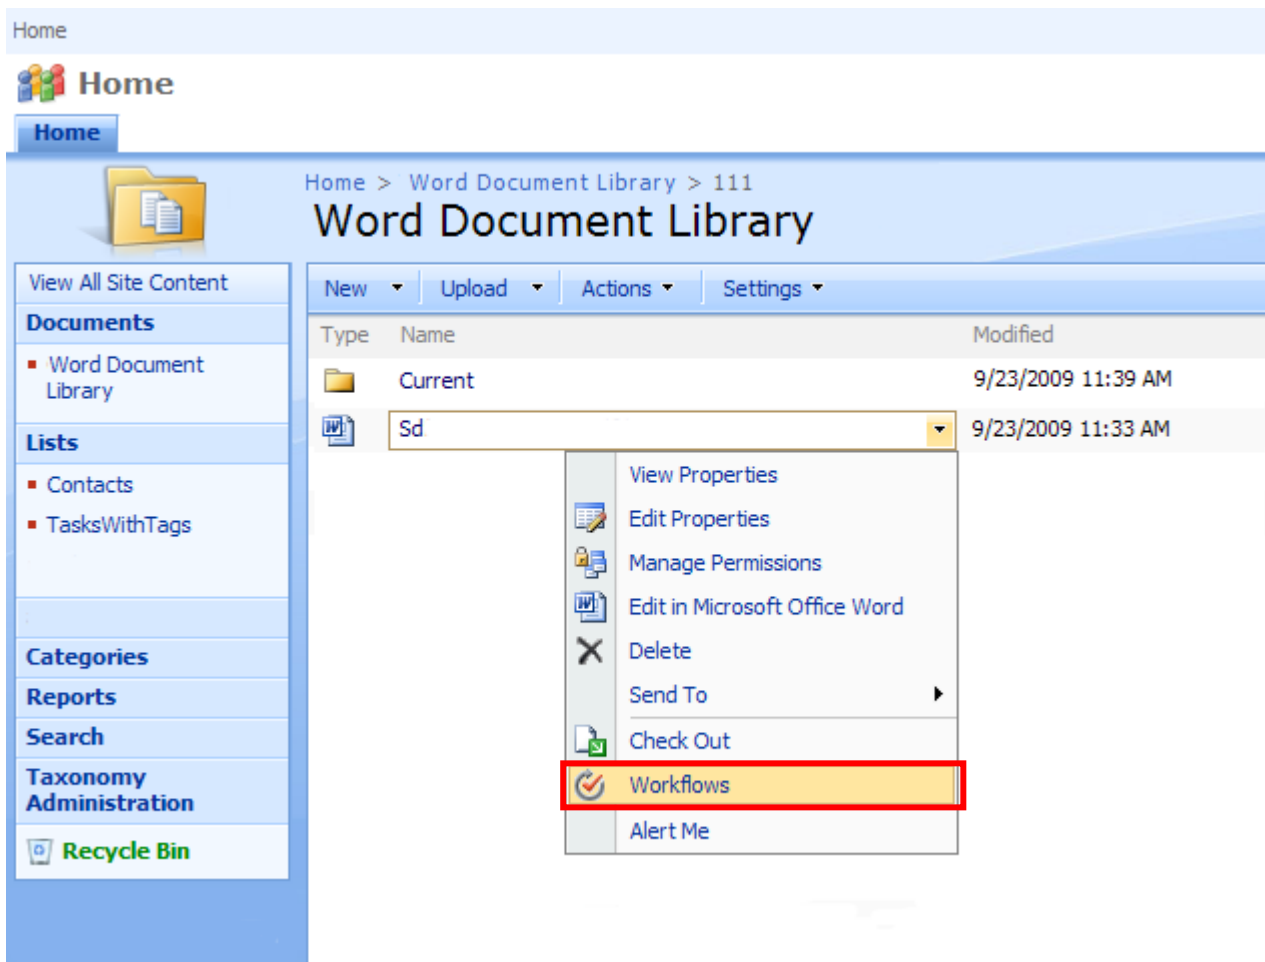 Home
Home
Home
Home > Word Document Library > 111
Word Document Library
View All Site Content
Documents
Word Document
Library
Lists
Contacts
TasksWithTags
Categories
Reports
Search
Taxonomy
Administration
Recycle Bin
New Upload Actions Settings
Type Name Modified
Current 9/23/2009 11:39 AM
Sd 9/23/2009 11:33 AM
View Properties
Edit Properties
Manage Permissions
Edit in Microsoft Office Word
Delete
Send To
Check Out
Workflows
Alert Me